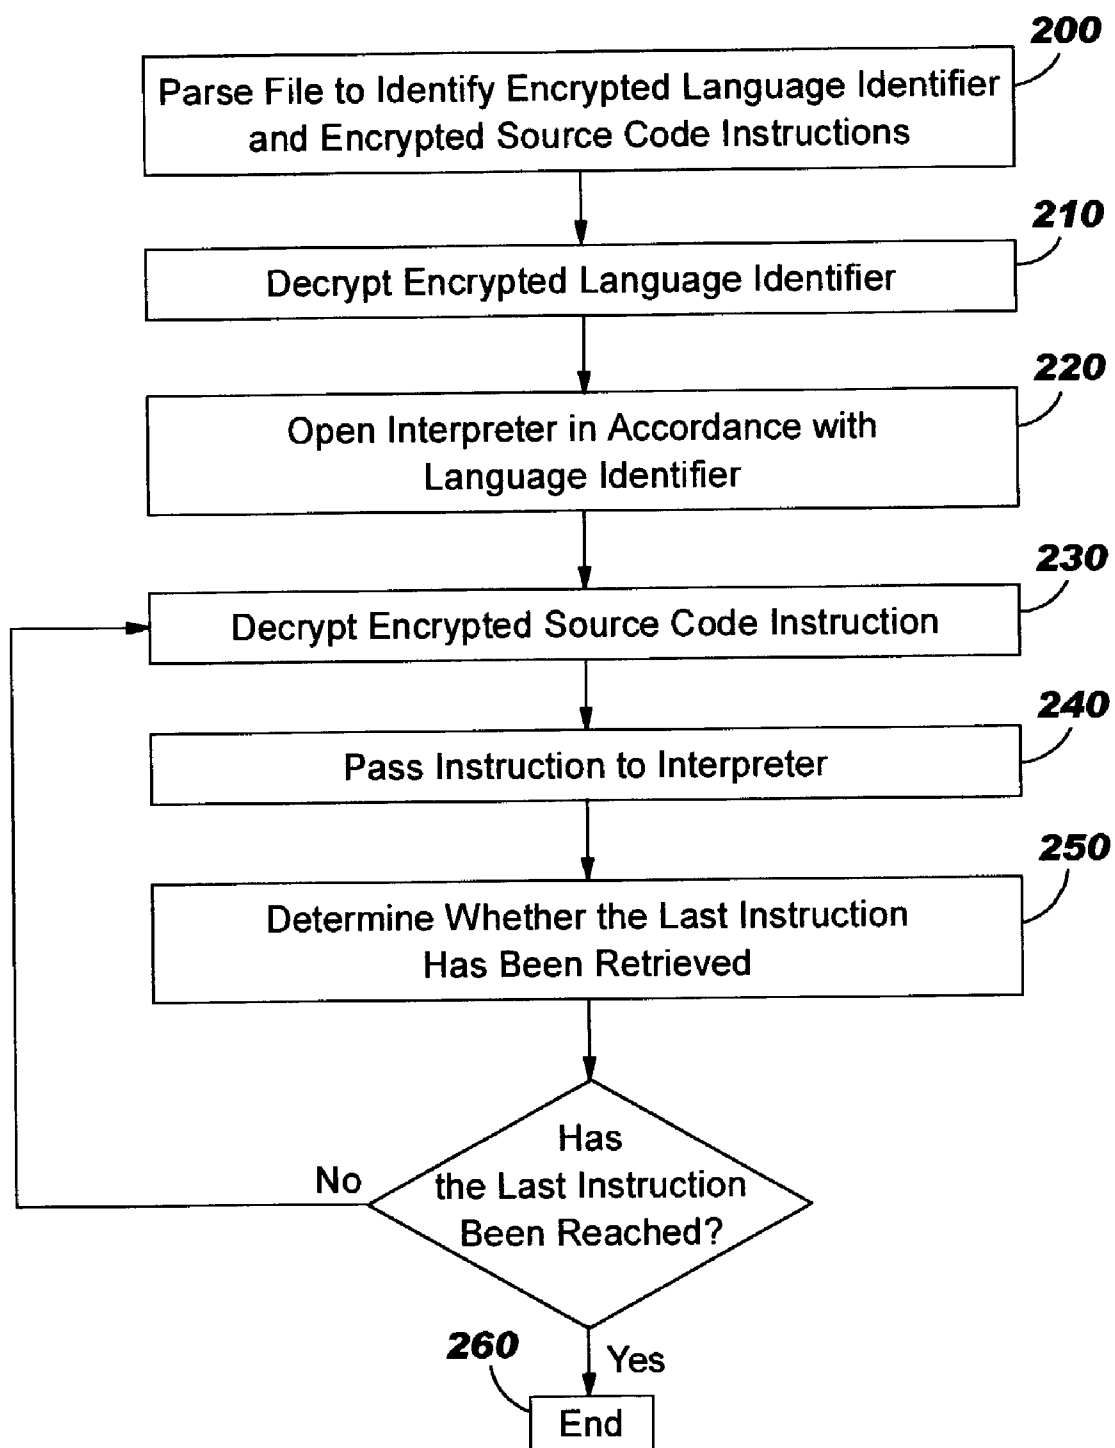 200
Parse File to Identify Encrypted Language Identifier
and Encrypted Source Code Instructions
210
Decrypt Encrypted Language Identifier
220
Open Interpreter in Accordance with
Language Identifier
230
Decrypt Encrypted Source Code Instruction
240
Pass Instruction to Interpreter
250
Determine Whether the Last Instruction
Has Been Retrieved
Has
the Last Instruction
Been Reached?
No
Yes
260
End